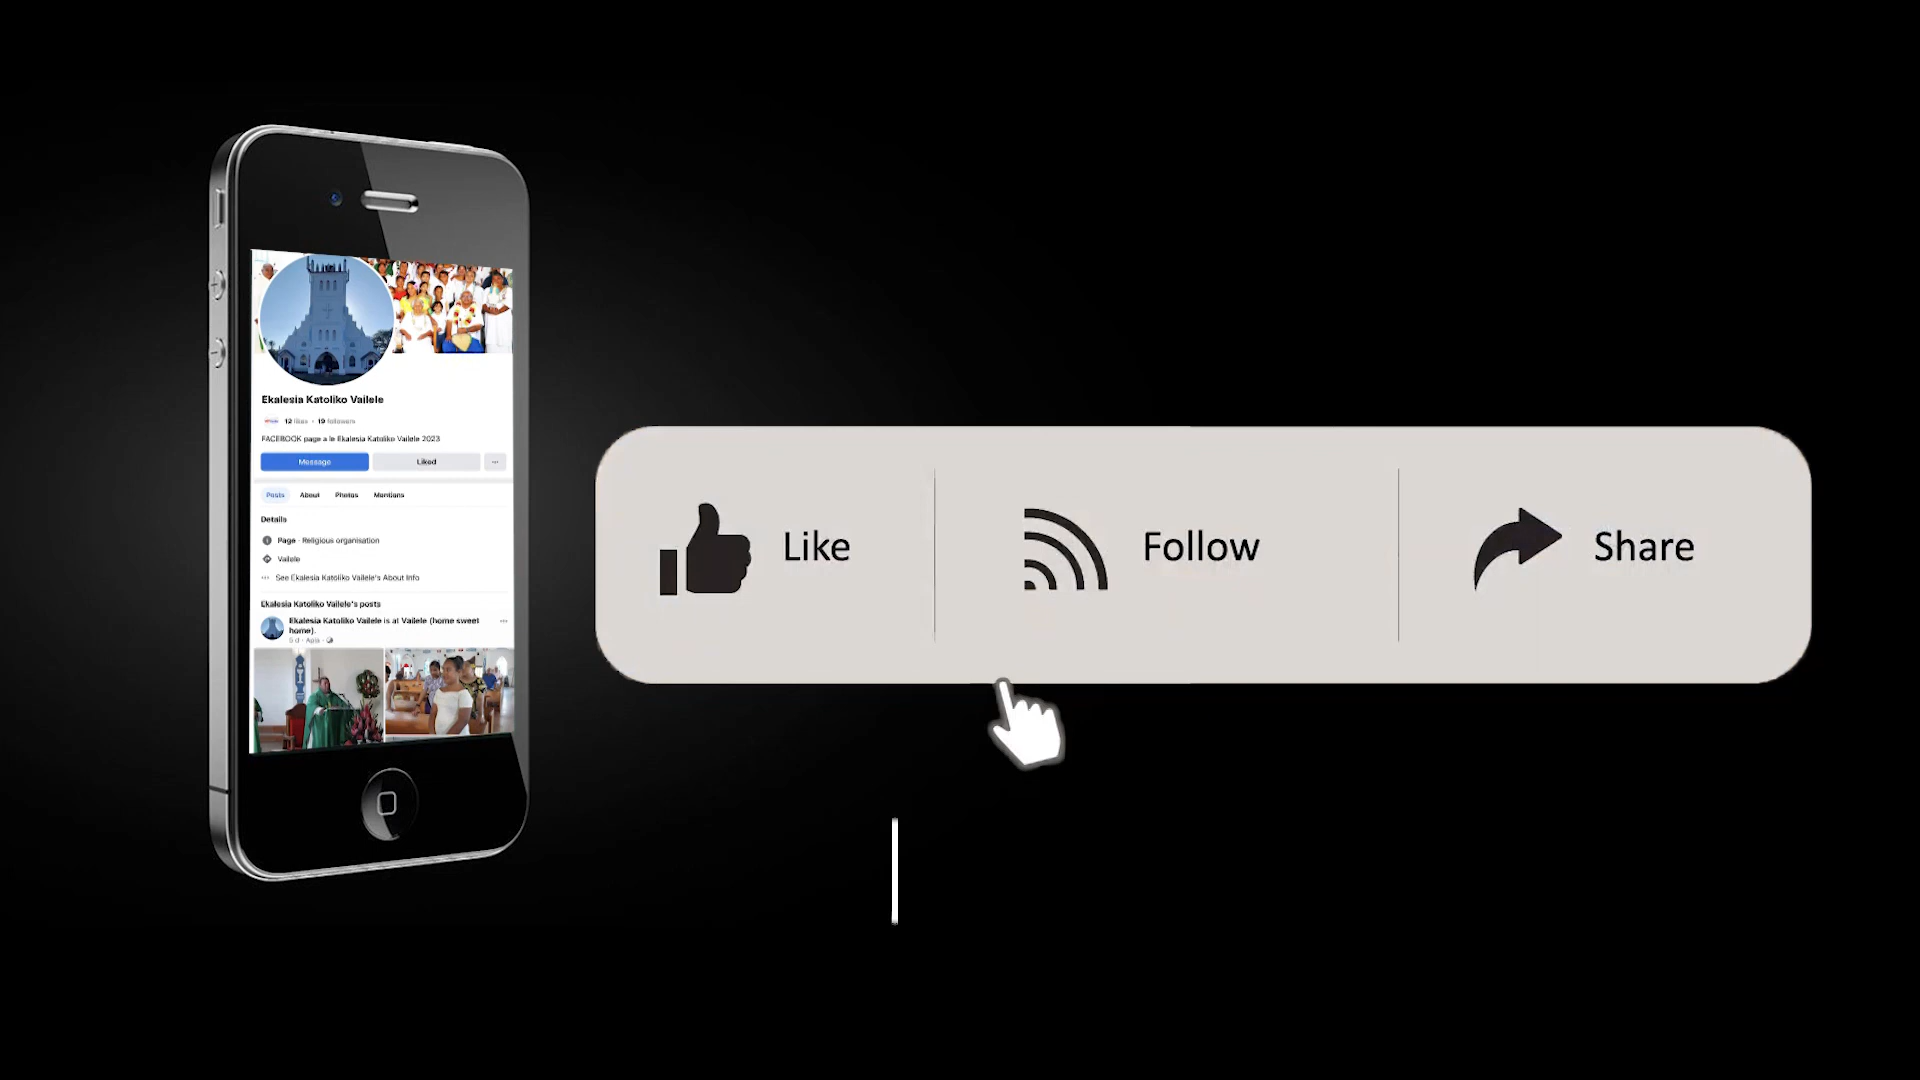 Ekalesia Katoliko Vailele
12 likes • 19 followers
FACEBOOK page a le Ekalesia Katoliko Vailele 2023
Message
Liked
Posts
About
Photos
Mentions
Details
Page · Religious organisation
Vailele
See Ekalesia Katoliko Vailele's About Info
Ekalesia Katoliko Vailele's posts
Ekalesia Katoliko Vailele is at Vailele (home sweet
home).
5 d · Apia ·
Like
Follow
Share